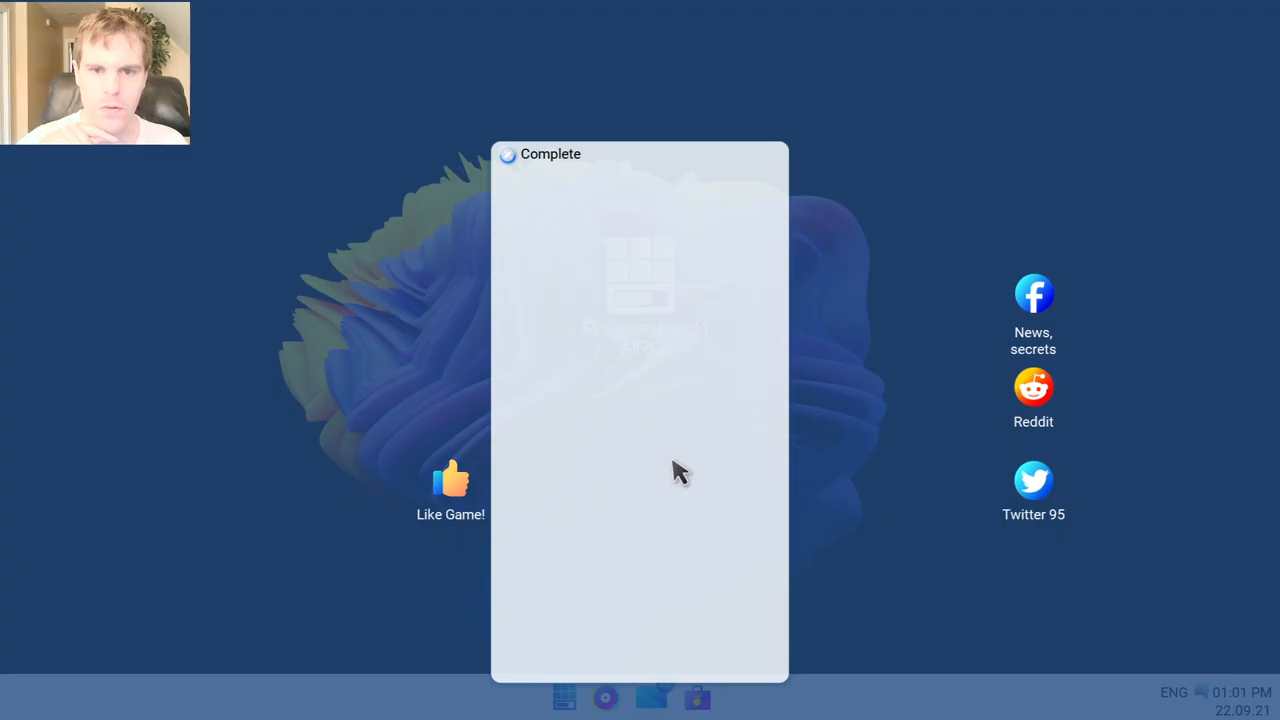 Complete
News,
secrets
Reddit
Like Game!
Twitter 95
ENG 01:01 PM
22.09.21